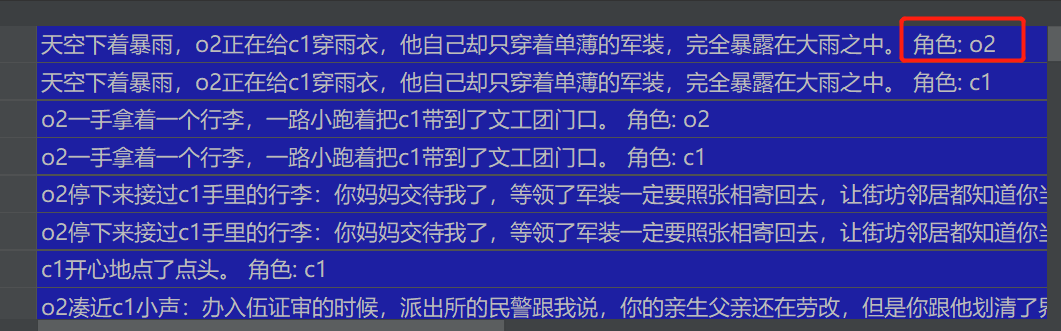 天空下着暴雨，o2正在给c1穿雨衣，他自己却只穿着单薄的军装，完全暴露在大雨之中。 角色: o2
天空下着暴雨，o2正在给c1穿雨衣，他自己却只穿着单薄的军装，完全暴露在大雨之中。 角色: c1
o2一手拿着一个行李，一路小跑着把c1带到了文工团门口。 角色: o2
o2一手拿着一个行李，一路小跑着把c1带到了文工团门口。 角色: c1
o2停下来接过c1手里的行李：你妈妈交待我了，等领了军装一定要照张相寄回去，让街坊邻居都知道你
o2停下来接过c1手里的行李：你妈妈交待我了，等领了军装一定要照张相寄回去，让街坊邻居都知道你
c1开心地点了点头。 角色: c1
o2凑近c1小声：办入伍证审的时候，派出所的民警跟我说，你的亲生父亲还在劳改，但是你跟他划清了